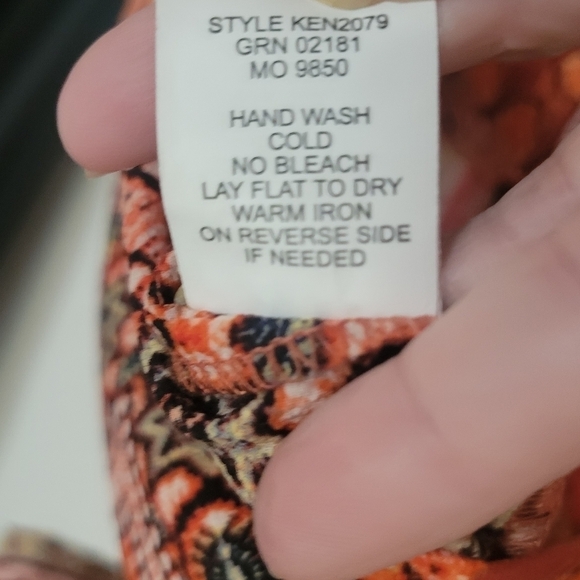 STYLE KEN2079
GRN 02181
MO 9850
HAND WASH
COLD
NO BLEACH
LAY FLAT TO DRY
WARM IRON
ON REVERSE SIDE
IF NEEDED